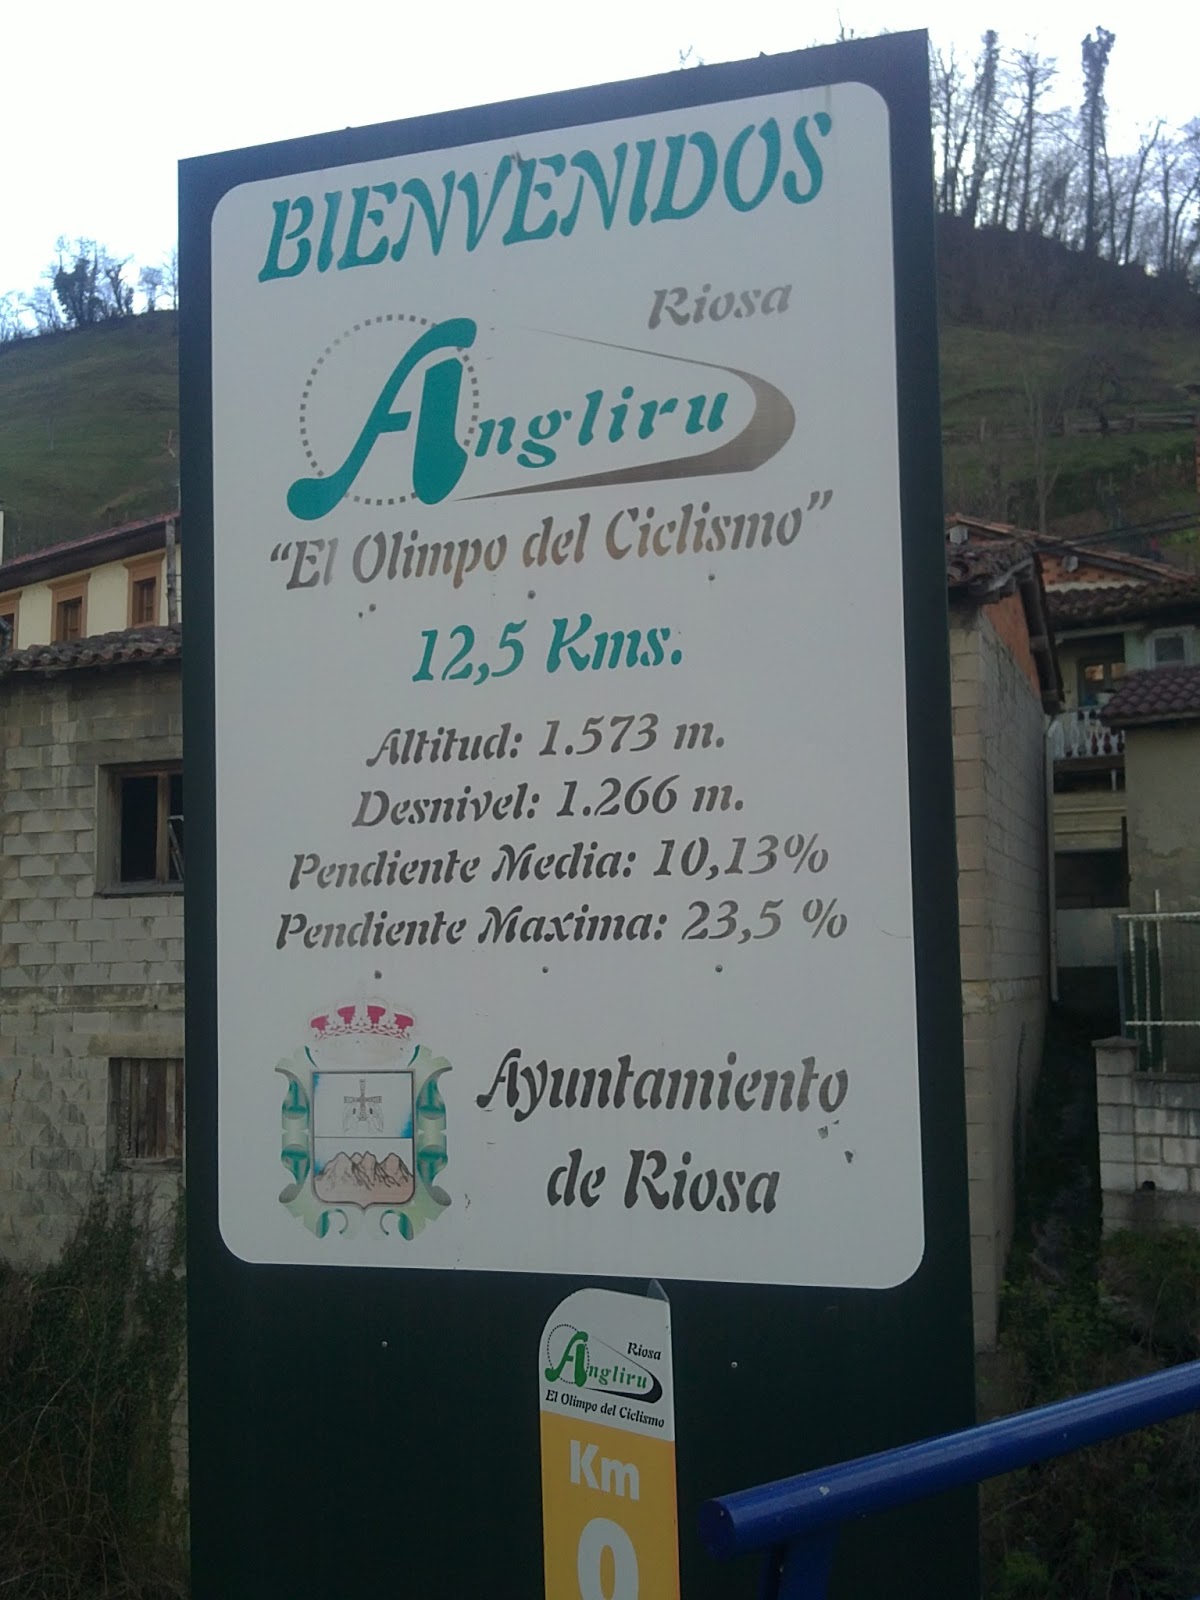 BIENVENIDOS
Riosa
Angliru
“El Olimpo del Ciclismo”
12,5 Kms.
Altitud: 1.573 m.
Desnivel: 1.266 m.
Pendiente Media: 10,13%
Pendiente Maxima: 23,5 %
Ayuntamiento
de Riosa
Riosa
Angliru
El Olimpo del Ciclismo
Km
0